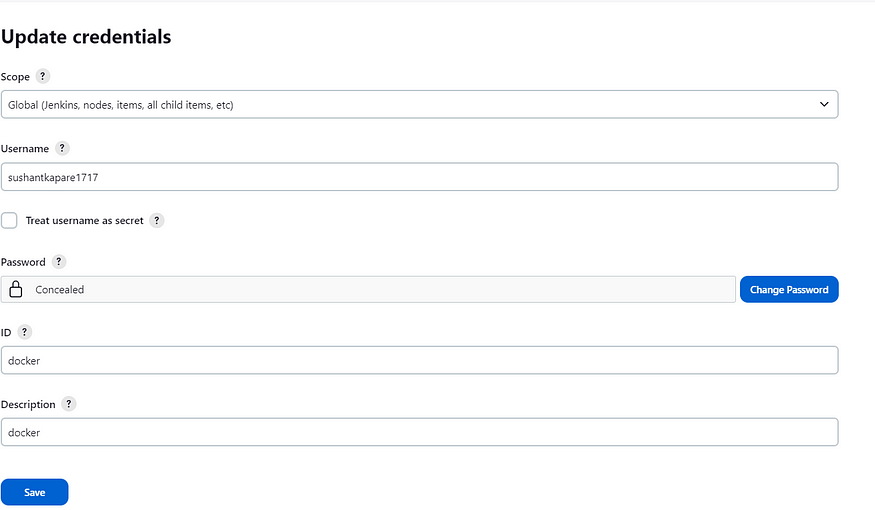 Update credentials
Scope ?
Global (Jenkins, nodes, items, all child items, etc)
Username ?
sushantkapare1717
Treat username as secret ?
Password ?
Concealed Change Password
ID ?
docker
Description ?
docker
Save